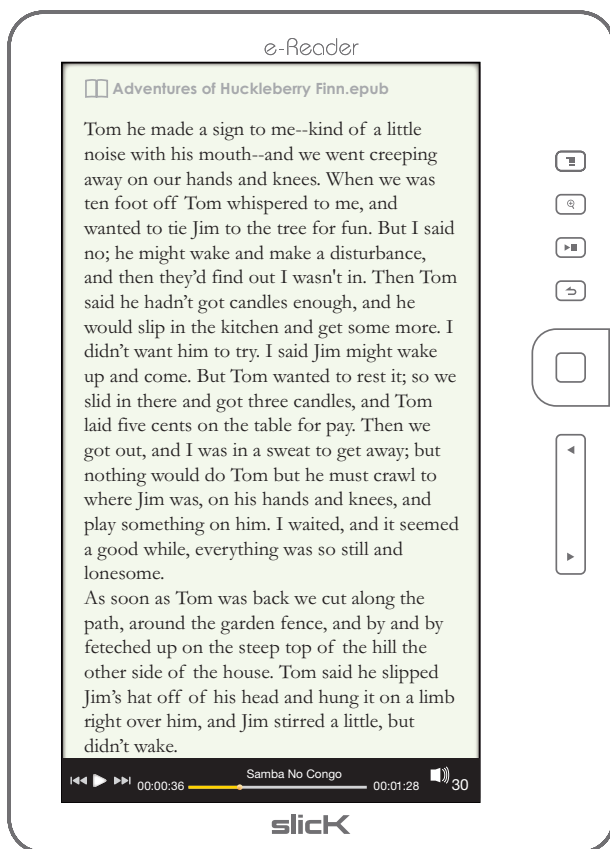 e-Reader
Adventures of Huckleberry Finn.epub
Tom he made a sign to me--kind of a little
noise with his mouth--and we went creeping
away on our hands and knees. When we was
ten foot off Tom whispered to me, and
wanted to tie Jim to the tree for fun. But I said
no; he might wake and make a disturbance,
and then they’d find out I wasn't in. Then Tom
said he hadn’t got candles enough, and he
would slip in the kitchen and get some more. I
didn’t want him to try. I said Jim might wake
up and come. But Tom wanted to rest it; so we
slid in there and got three candles, and Tom
laid five cents on the table for pay. Then we
got out, and I was in a sweat to get away; but
nothing would do Tom but he must crawl to
where Jim was, on his hands and knees, and
play something on him. I waited, and it seemed
a good while, everything was so still and
lonesome.
As soon as Tom was back we cut along the
path, around the garden fence, and by and by
feteched up on the steep top of the hill the
other side of the house. Tom said he slipped
Jim’s hat off of his head and hung it on a limb
right over him, and Jim stirred a little, but
didn’t wake.
Samba No Congo
00:00:36 00:01:28 30
slicK